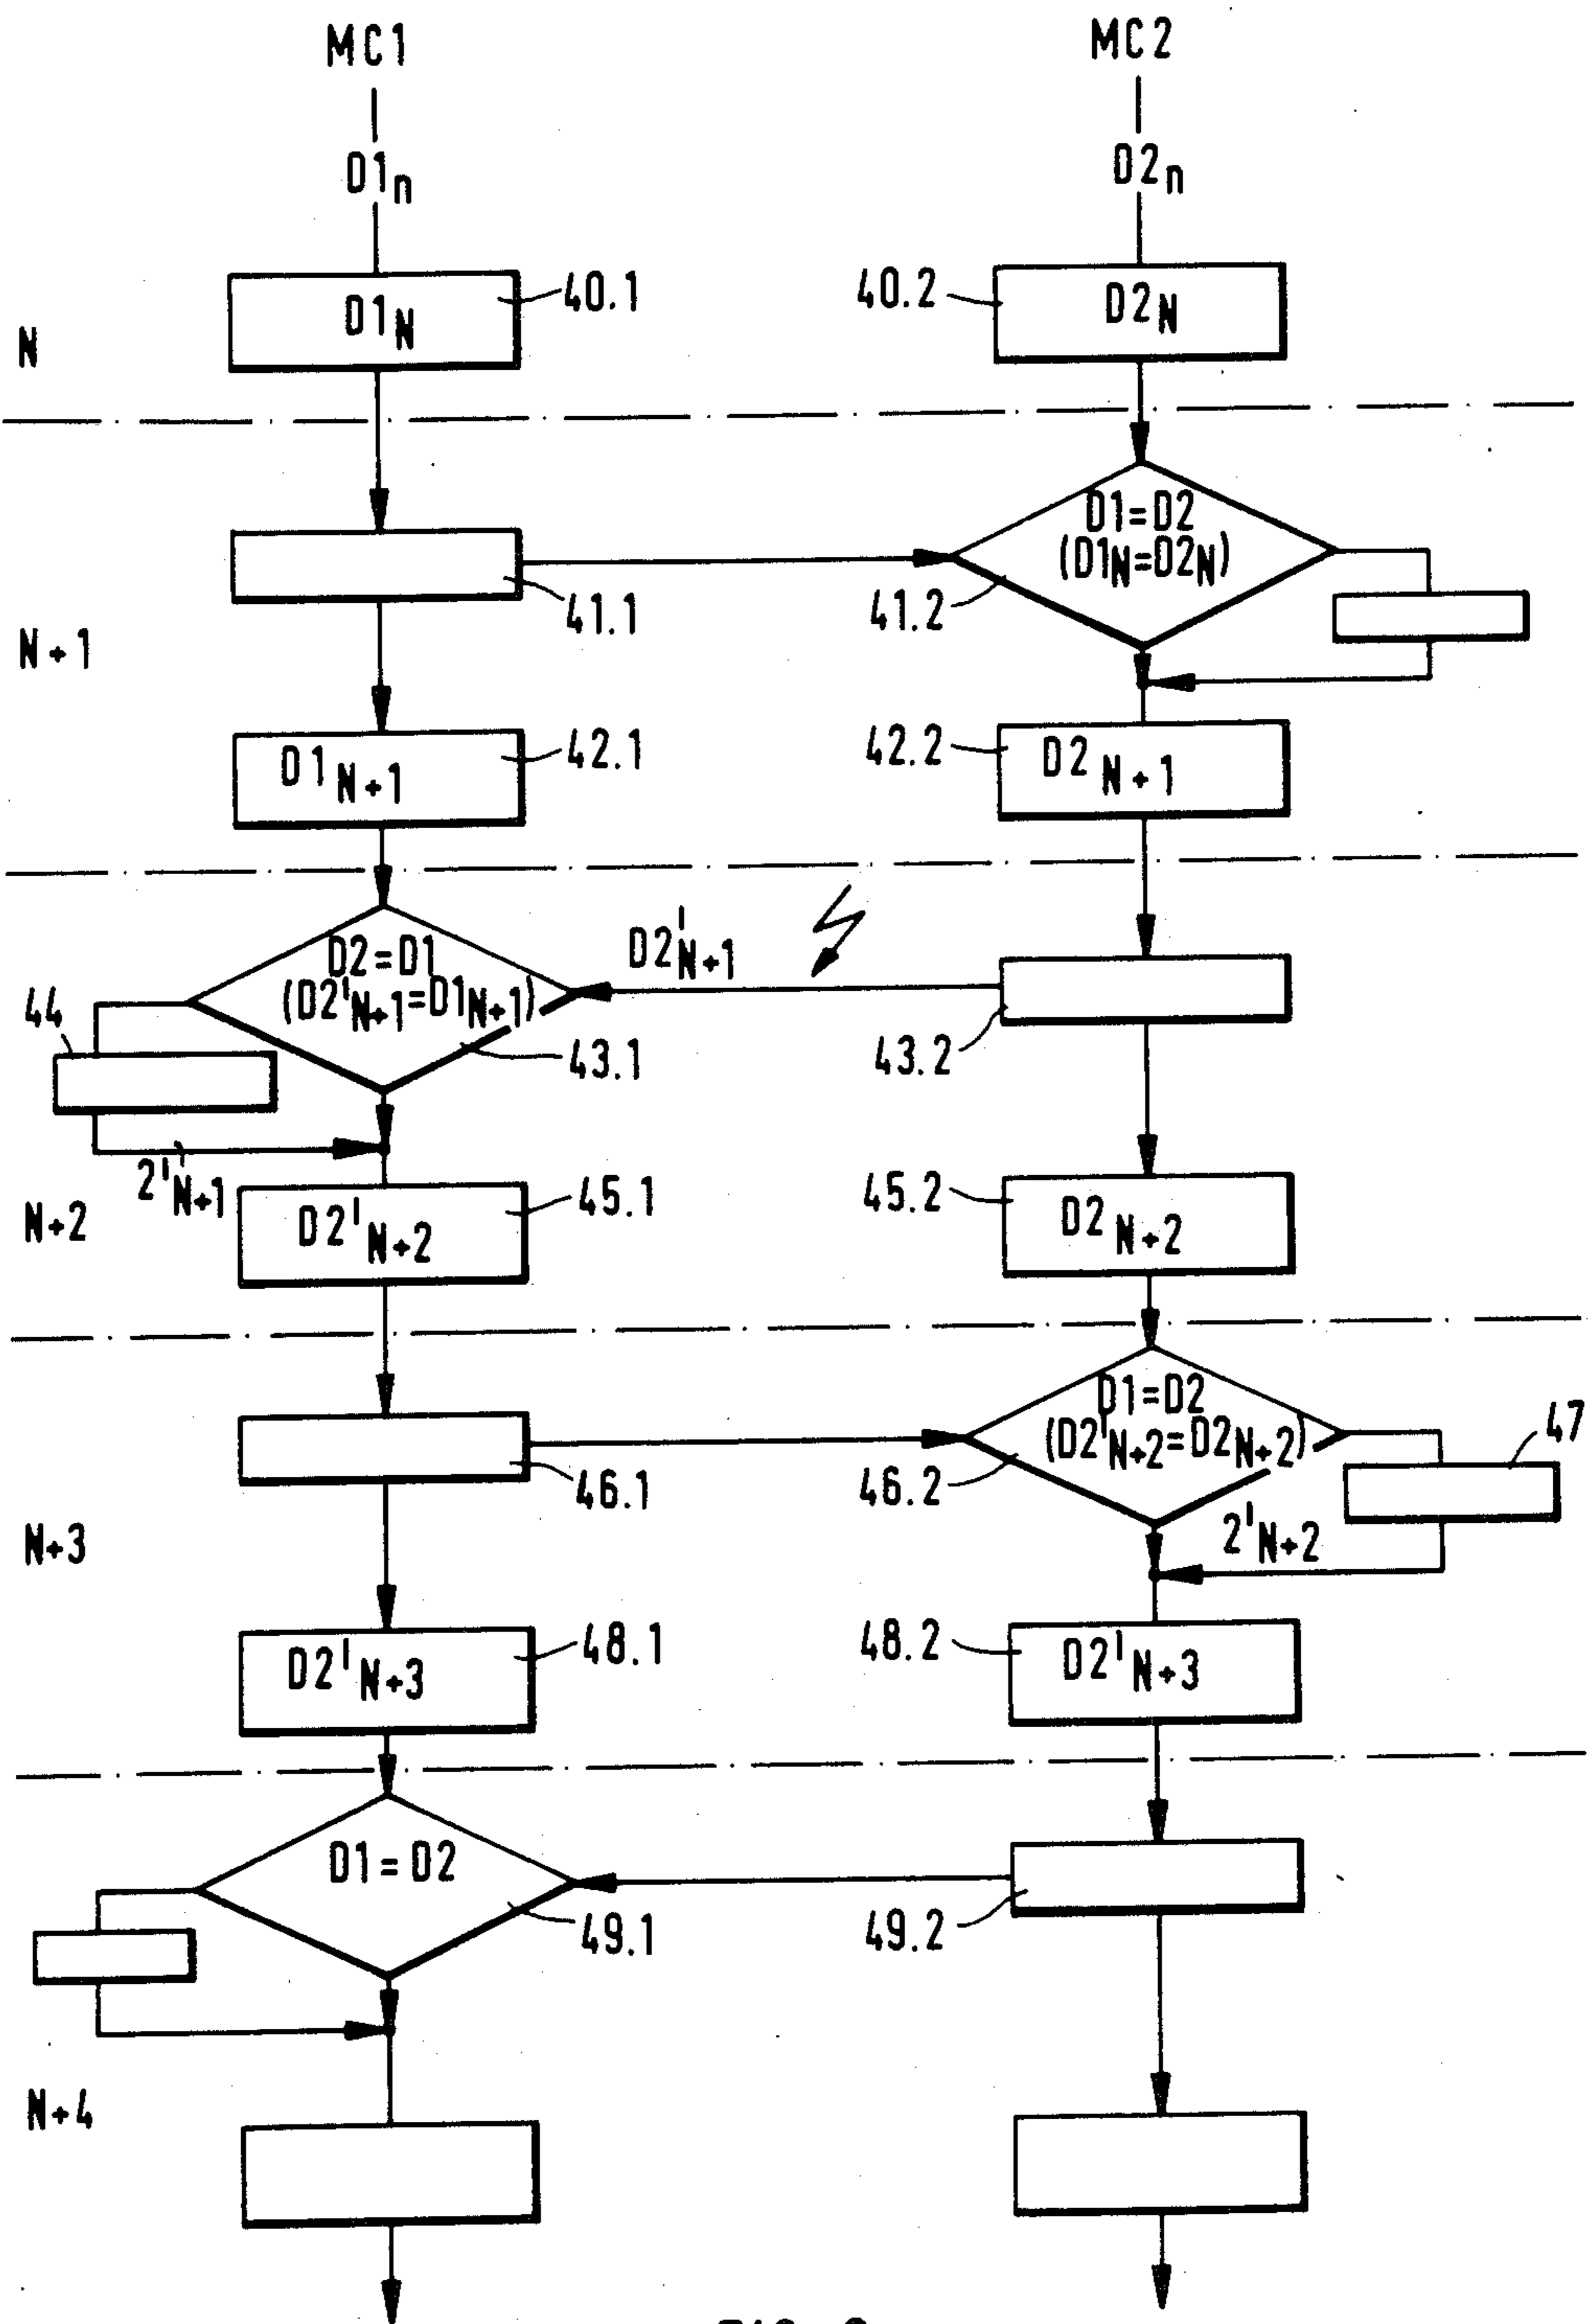 MC1 MC2
D1n D2n
D1N 40.1 40.2 D2N
N
D1=D2
(D1N=D2N)
41.1 41.2
N+1
D1N+1 42.1 42.2 D2N+1
D2=D1
(D2'N+1=D1N+1)
D2'N+1
44
43.1 43.2
2'N+1
N+2
D2'N+2 45.1 45.2 D2N+2
D1=D2
(D2'N+2=D2N+2)
47
46.1 46.2
2'N+2
N+3
D2'N+3 48.1 48.2 D2'N+3
D1=D2
49.1 49.2
N+4